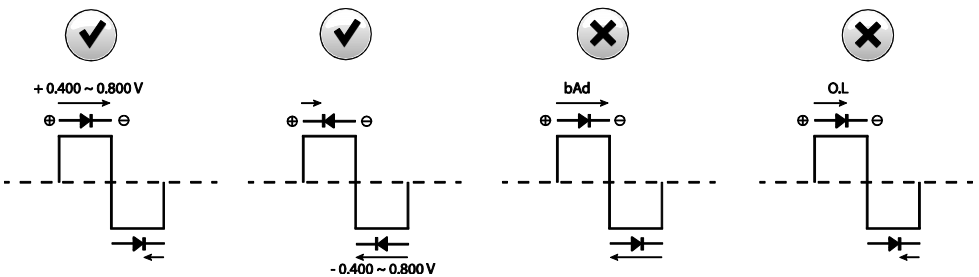 + 0.400 ~ 0.800 V
bAd
O.L
⊕ ⊖
⊕ ⊖
⊕ ⊖
⊕ ⊖
- 0.400 ~ 0.800 V